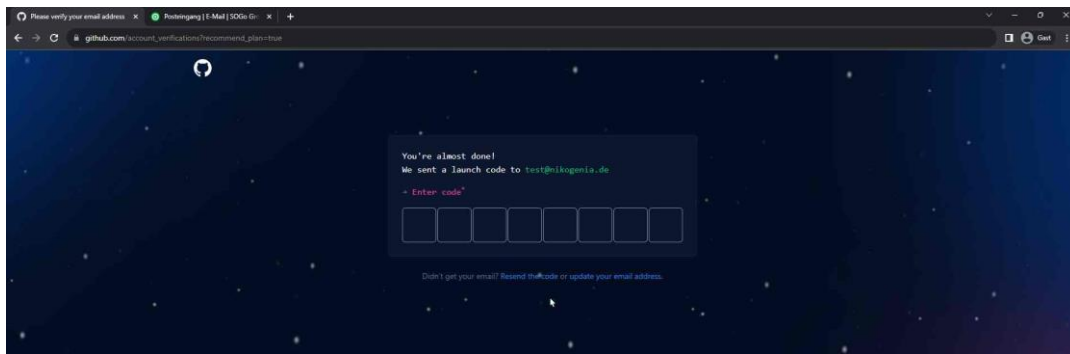 Please verify your email address
Posteingang | E-Mail | SOGo Gr
github.com/account_verifications?recommend_plan=true
Gast
You're almost done!
We sent a launch code to test@nikogenia.de
→ Enter code*
Didn't get your email? Resend the code or update your email address.